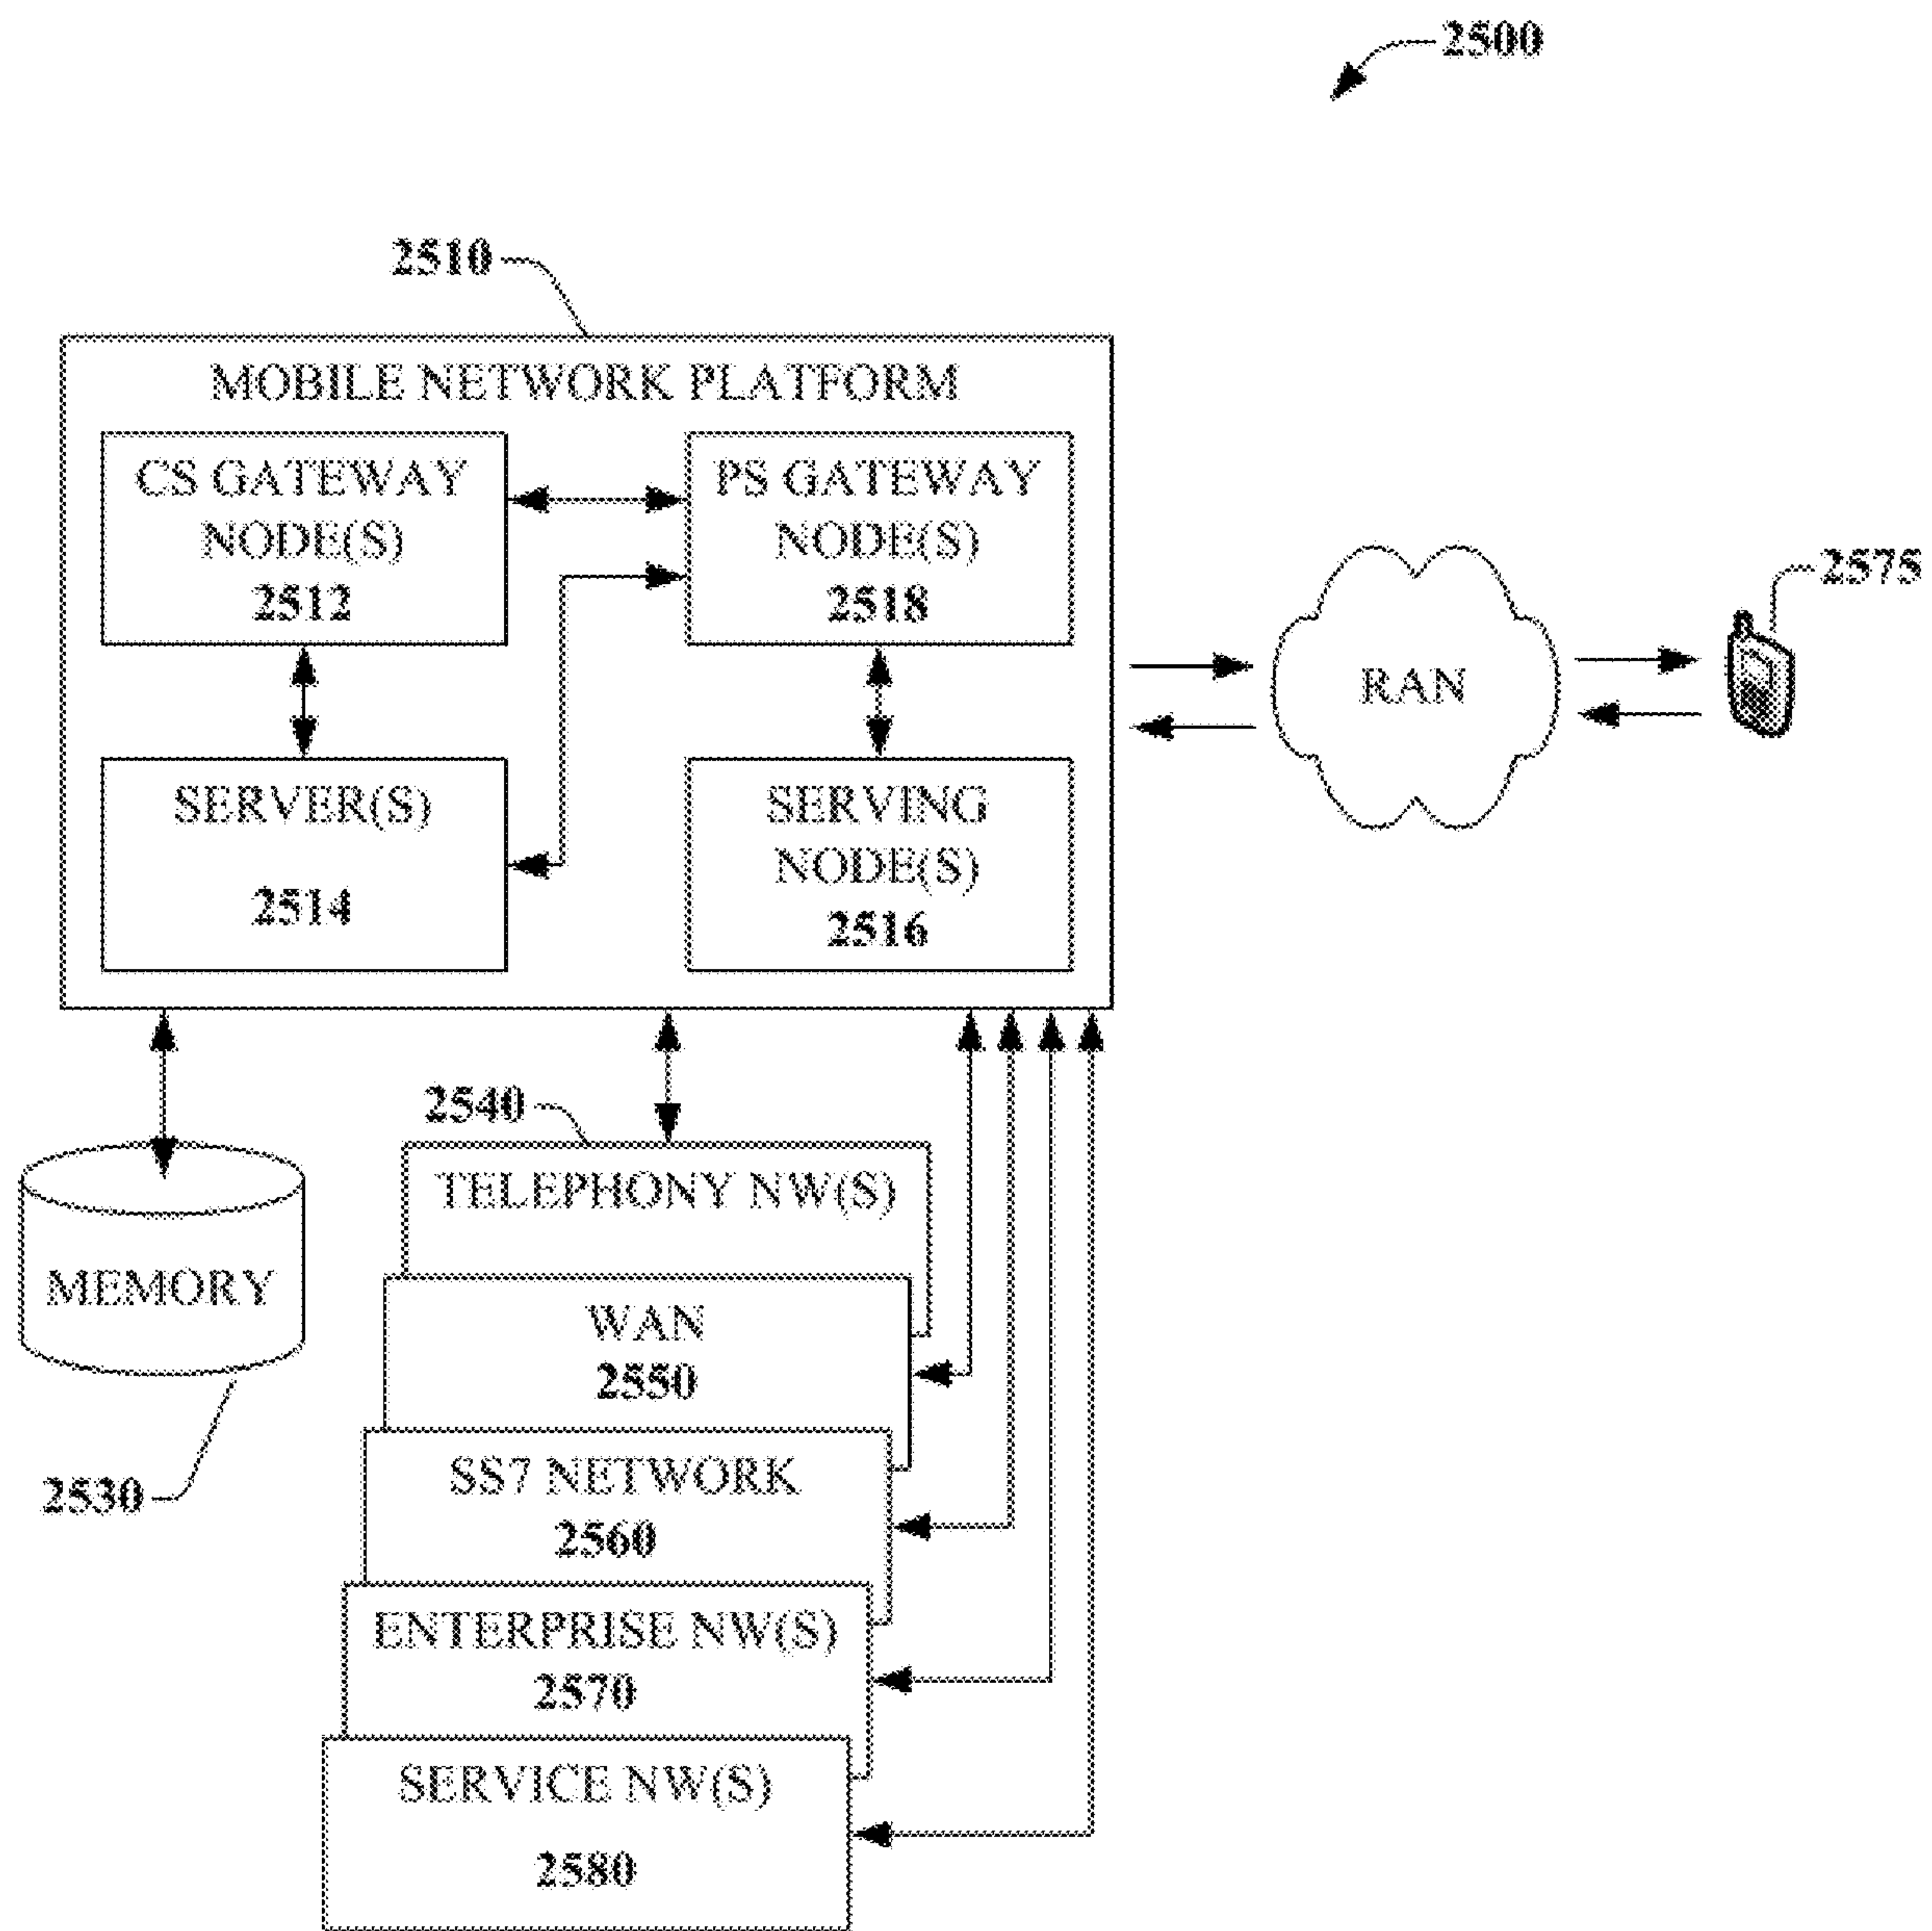 2500
2510
MOBILE NETWORK PLATFORM
CS GATEWAY
NODE(S)
2512
PS GATEWAY
NODE(S)
2518
SERVER(S)
2514
SERVING
NODE(S)
2516
RAN
2575
2540
TELEPHONY NW(S)
MEMORY
2530
WAN
2550
SS7 NETWORK
2560
ENTERPRISE NW(S)
2570
SERVICE NW(S)
2580